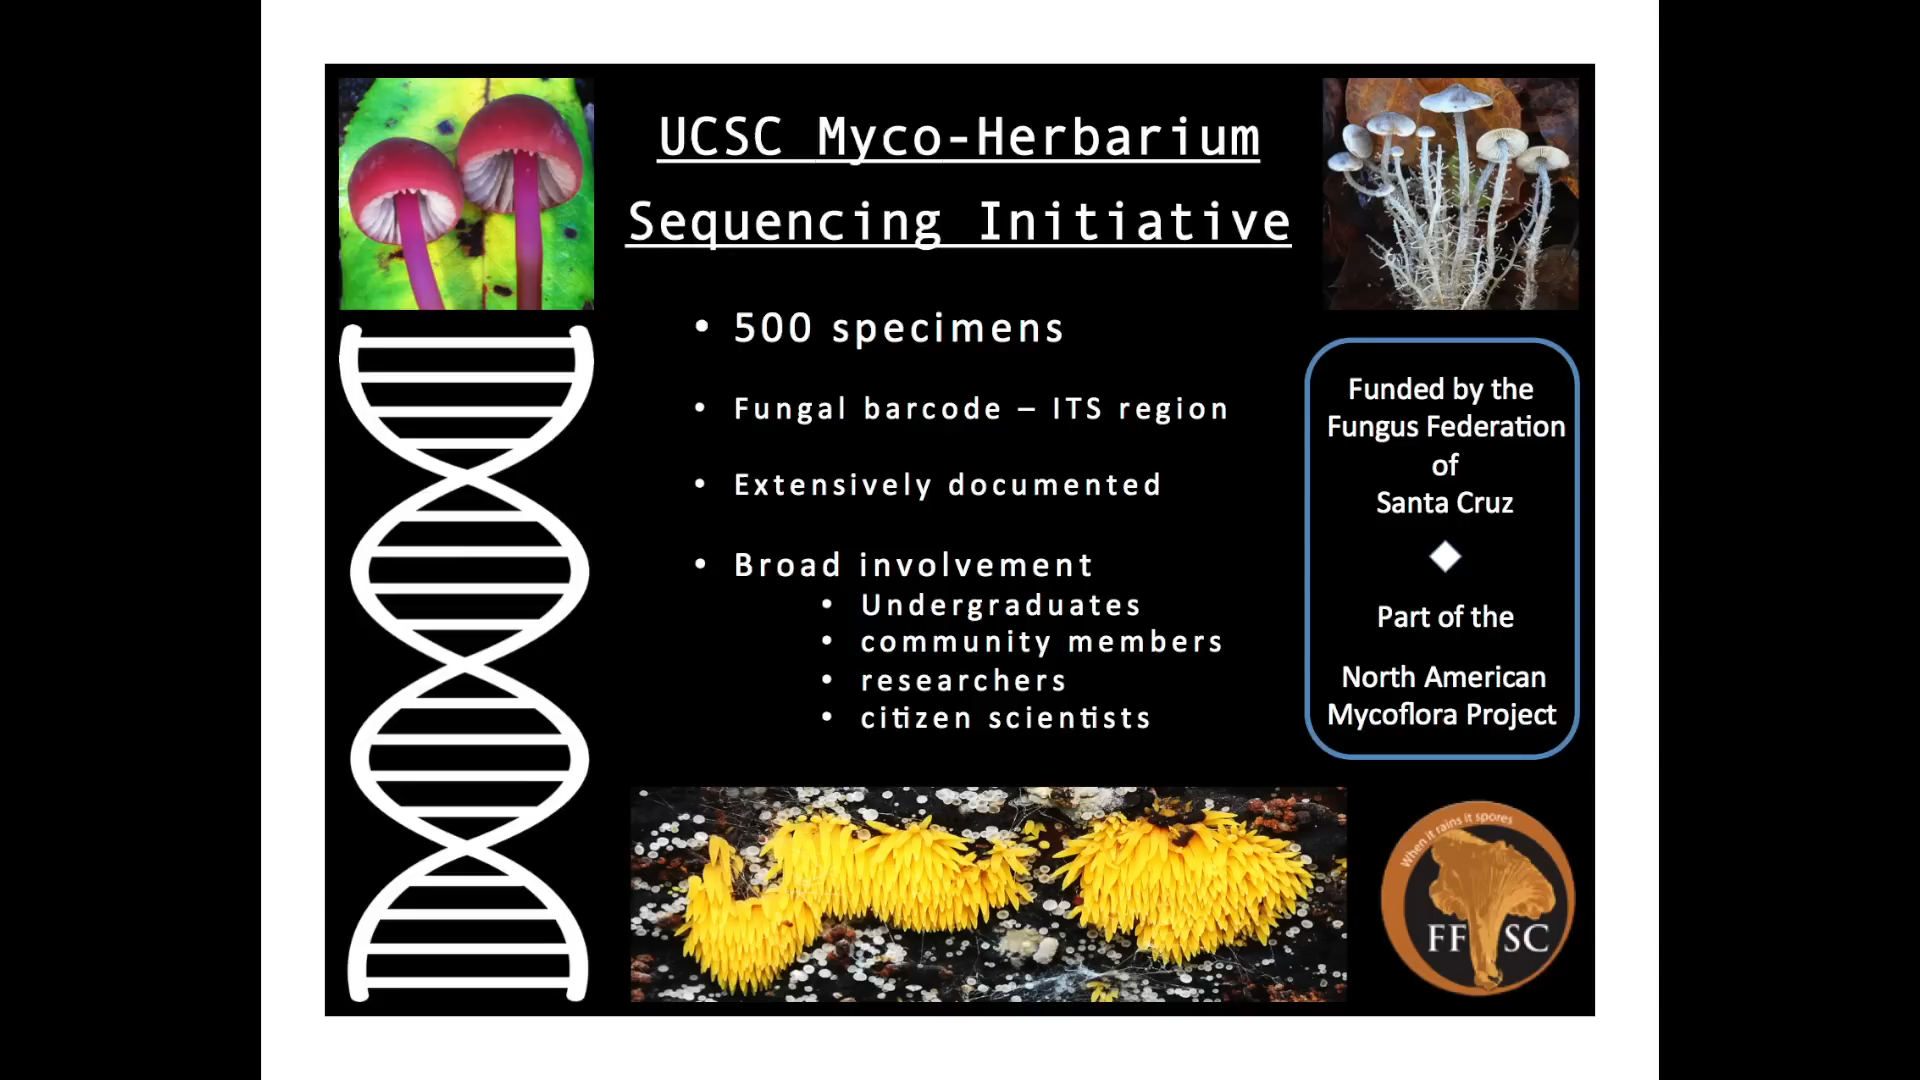 UCSC Myco-Herbarium
Sequencing Initiative
• 500 specimens
• Fungal barcode – ITS region
• Extensively documented
• Broad involvement
• Undergraduates
• community members
• researchers
• citizen scientists
Funded by the
Fungus Federation
of
Santa Cruz
Part of the
North American
Mycoflora Project
When it rains it spores
FF SC